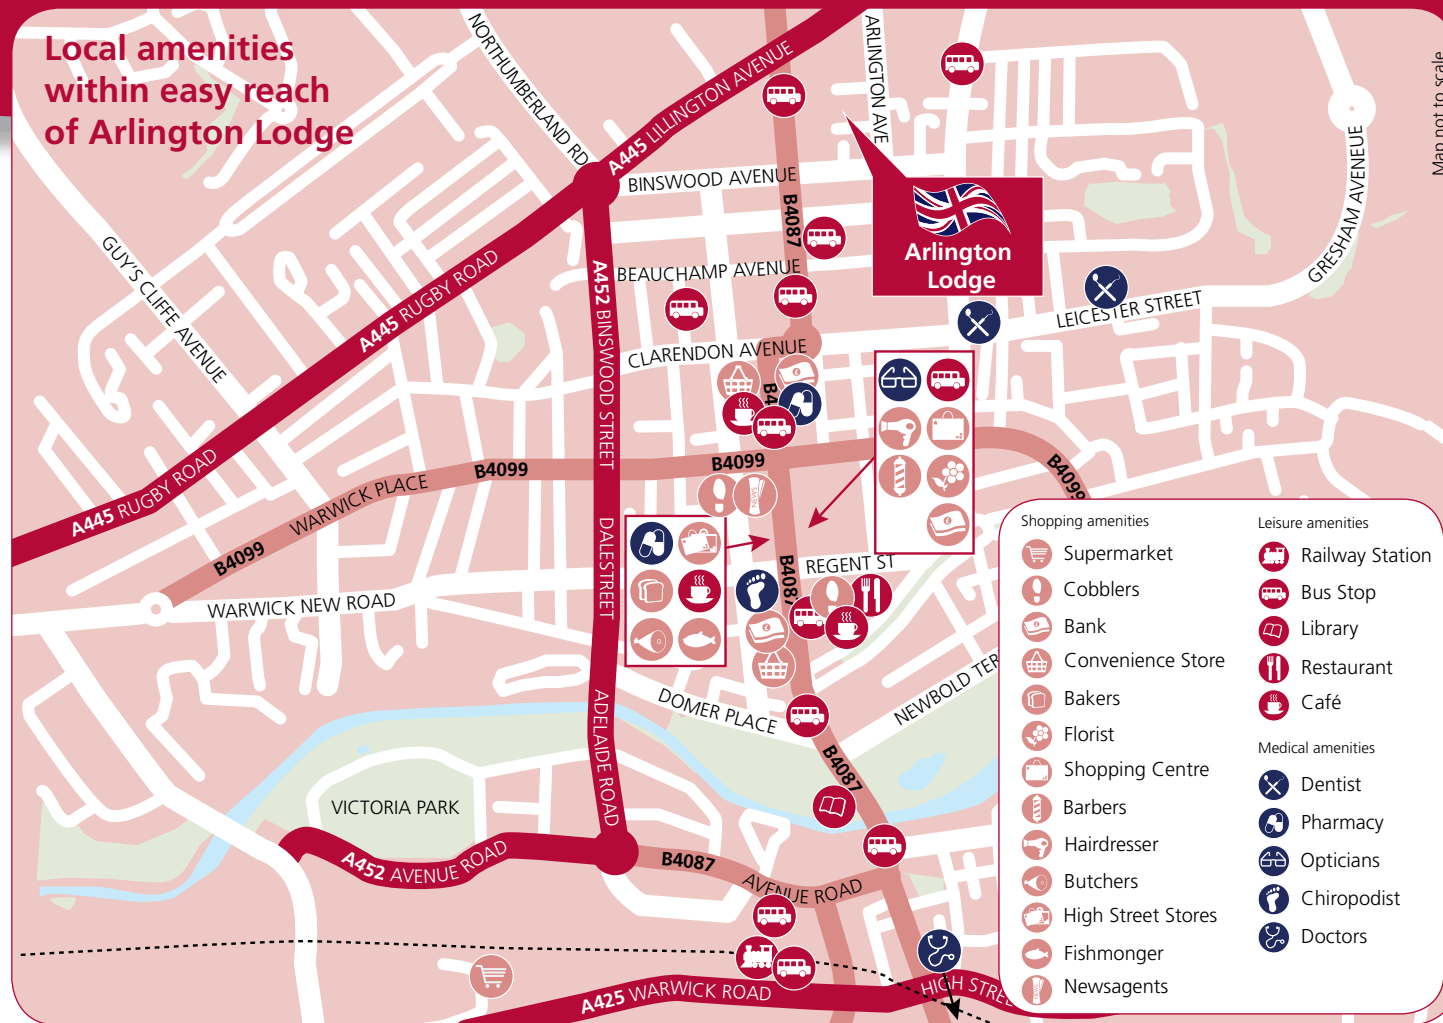 Local amenities
within easy reach
of Arlington Lodge
Map not to scale
NORTHUMBERLAND RD
A445 LILLINGTON AVENUE
ARLINGTON AVE
BINSWOOD AVENUE
B4087
Arlington
Lodge
GRESHAM AVENEUE
GUY'S CLIFFE AVENUE
A445 RUGBY ROAD
A452 BINSWOOD STREET
BEAUCHAMP AVENUE
LEICESTER STREET
CLARENDON AVENUE
B4
A445 RUGBY ROAD
WARWICK PLACE
B4099
B4099
B4099
B4099
NEWS
DALESTREET
B4087
REGENT ST
WARWICK NEW ROAD
ADELAIDE ROAD
DOMER PLACE
NEWBOLD TER
B4087
VICTORIA PARK
A452 AVENUE ROAD
B4087
AVENUE ROAD
A425 WARWICK ROAD
HIGH STREE
Shopping amenities
Supermarket
Cobblers
Bank
Convenience Store
Bakers
Florist
Shopping Centre
Barbers
Hairdresser
Butchers
High Street Stores
Fishmonger
Newsagents
Leisure amenities
Railway Station
Bus Stop
Library
Restaurant
Café
Medical amenities
Dentist
Pharmacy
Opticians
Chiropodist
Doctors